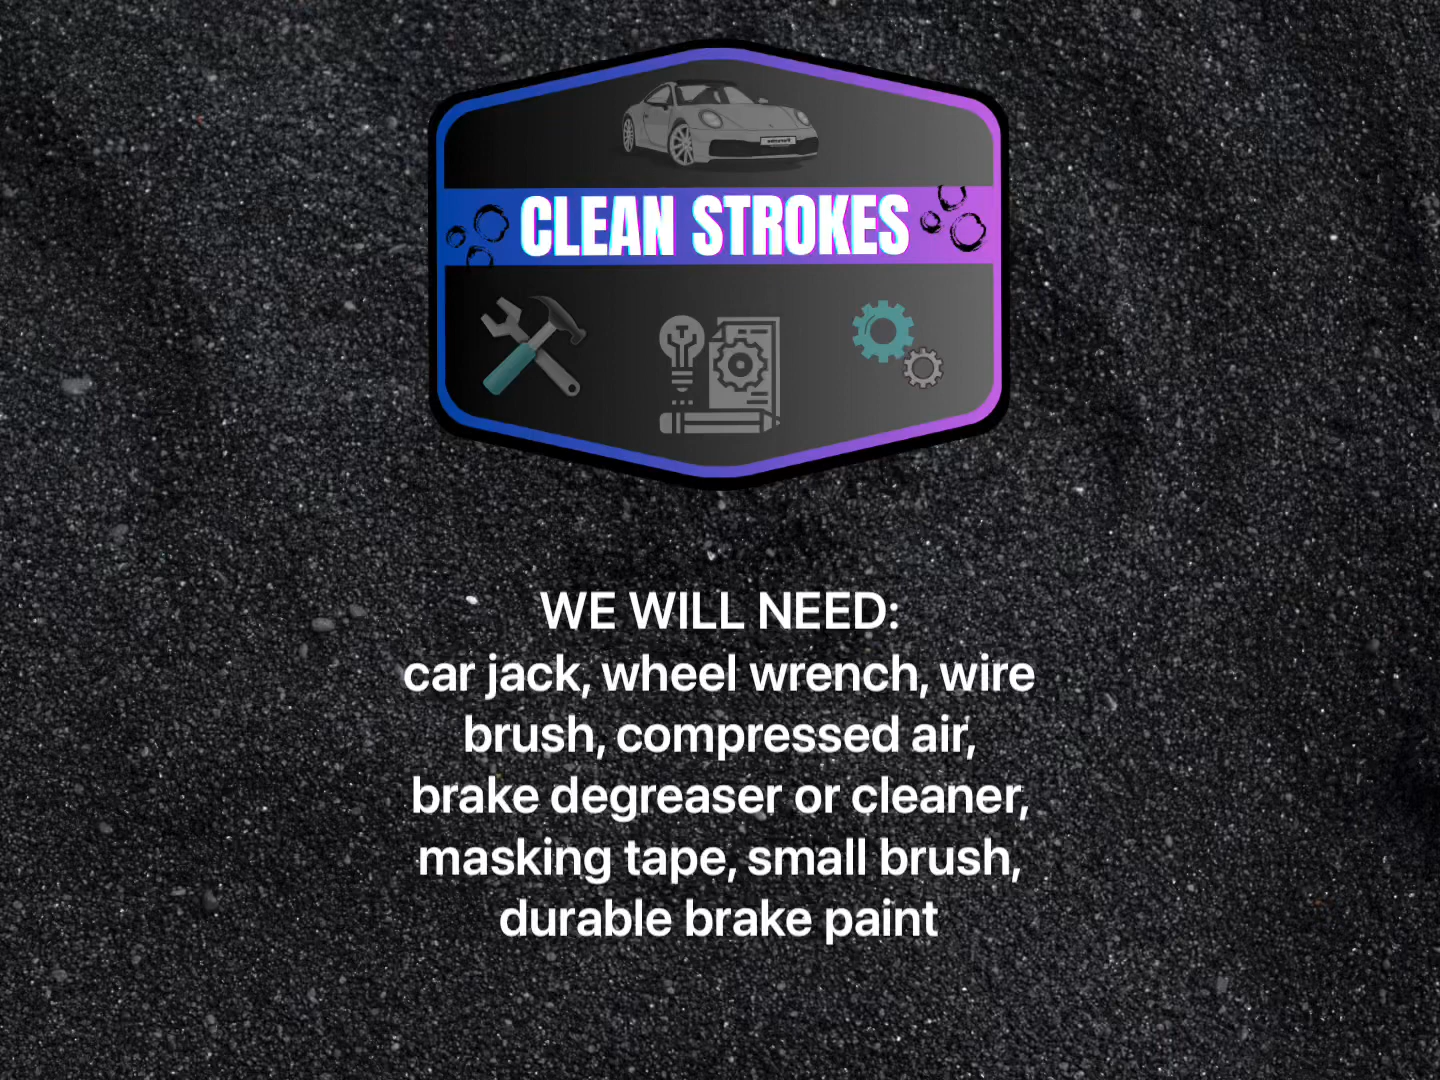 CLEAN STROKES
WE WILL NEED:
car jack, wheel wrench, wire
brush, compressed air,
brake degreaser or cleaner,
masking tape, small brush,
durable brake paint